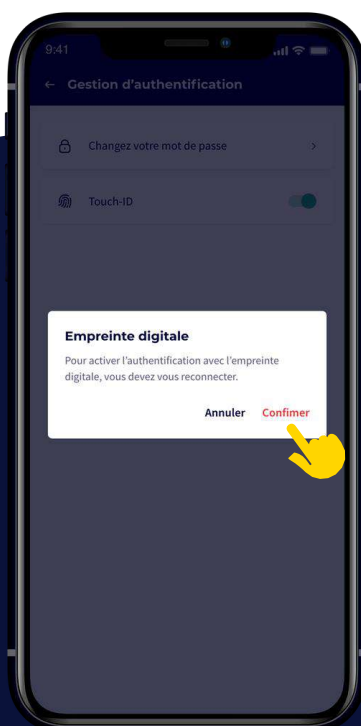 9:41
← Gestion d'authentification
Changez votre mot de passe
Touch-ID
Empreinte digitale
Pour activer l'authentification avec l'empreinte
digitale, vous devez vous reconnecter.
Annuler Confimer